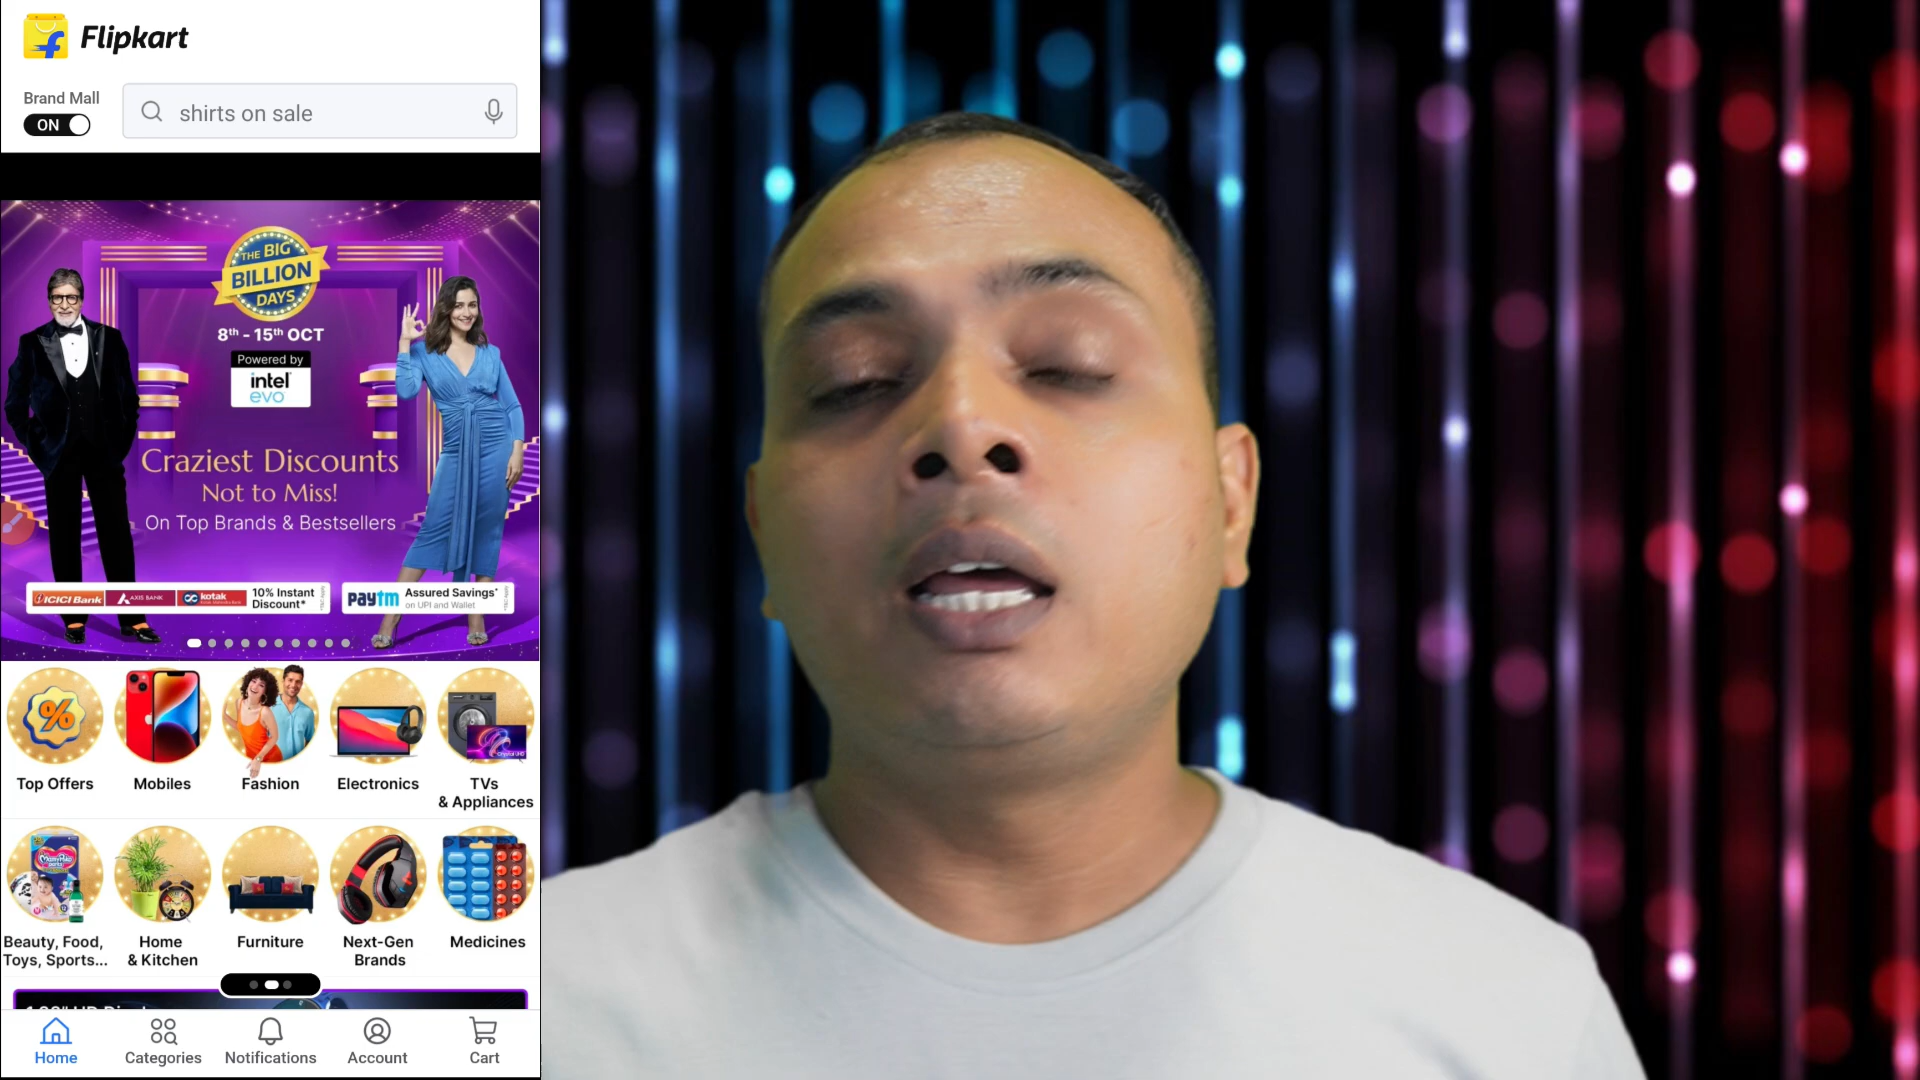 Flipkart
Brand Mall
ON
shirts on sale
THE BIG
BILLION
DAYS
8th - 15th OCT
Powered by
intel
evo
Craziest Discounts
Not to Miss!
On Top Brands & Bestsellers
ICICI Bank
AXIS BANK
kotak
10% Instant
Discount*
paytm
Assured Savings*
on UPI and Wallet
Top Offers
Mobiles
Fashion
Electronics
TVs
& Appliances
Beauty, Food,
Toys, Sports...
Home
& Kitchen
Furniture
Next-Gen
Brands
Medicines
Home
Categories
Notifications
Account
Cart